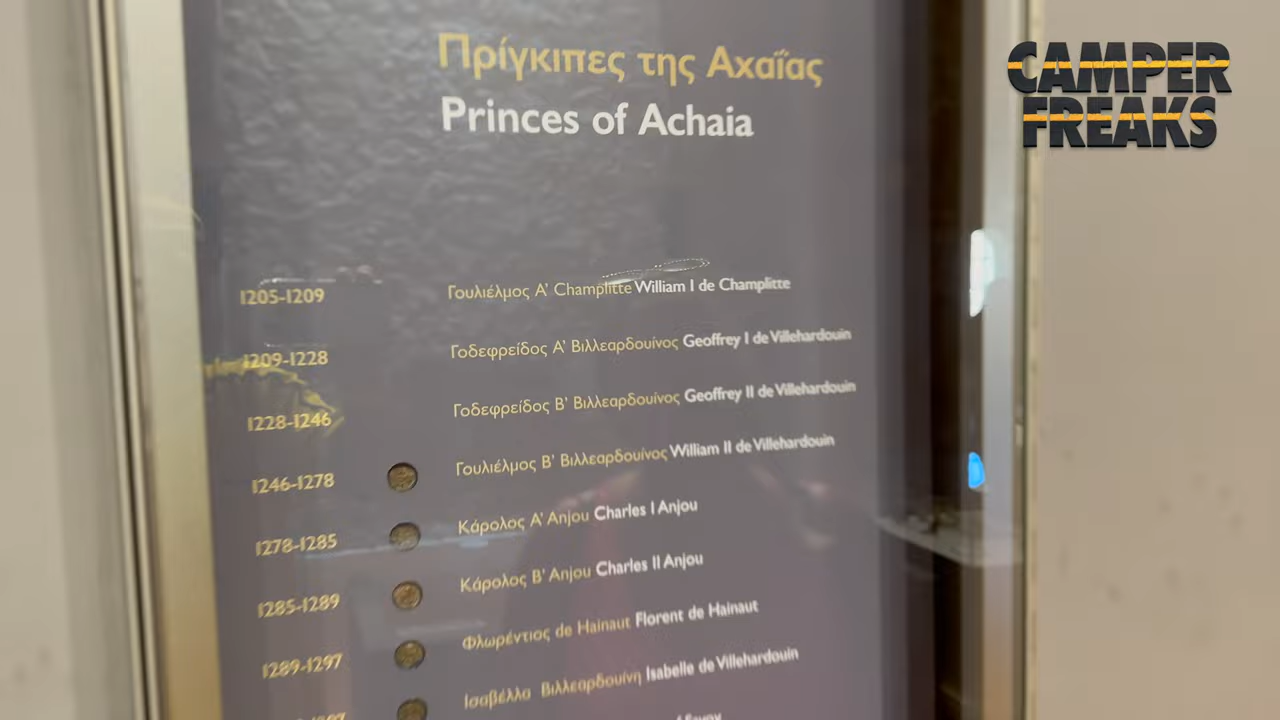 Πρίγκιπες της Αχαΐας
Princes of Achaia
CAMPER
FREAKS
1205-1209 Γουλιέλμος Α' Champlitte William I de Champlitte
1209-1228 Γοδεφρείδος Α' Βιλλεαρδουίνος Geoffrey I de Villehardouin
1228-1246 Γοδεφρείδος Β' Βιλλεαρδουίνος Geoffrey II de Villehardouin
1246-1278 Γουλιέλμος Β' Βιλλεαρδουίνος William II de Villehardouin
1278-1285 Κάρολος Α' Anjou Charles I Anjou
1285-1289 Κάρολος Β' Anjou Charles II Anjou
1289-1297 Φλωρέντιος de Hainaut Florent de Hainaut
Ισαβέλλα Βιλλεαρδουίνη Isabelle de Villehardouin